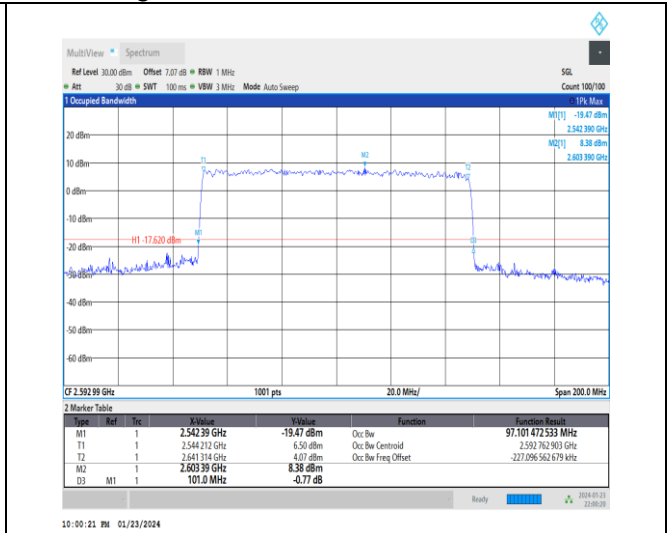 MultiView Spectrum
Ref Level 30.00 dBm Offset 7.07 dB RBW 1 MHz SGL
Att 30 dB SWT 100 ms VBW 3 MHz Mode Auto Sweep Count 100/100
1 Occupied Bandwidth 1Pk Max
M1[1] -19.47 dBm
2.542 390 GHz
20 dBm
M2[1] 8.38 dBm
2.603 390 GHz
M2
T1
T2
10 dBm
0 dBm
-10 dBm
M1
H1 -17.620 dBm
D3
-20 dBm
-30 dBm
-40 dBm
-50 dBm
-60 dBm
CF 2.592 99 GHz 1001 pts 20.0 MHz/ Span 200.0 MHz
2 Marker Table
Type Ref Trc X-Value Y-Value Function Function Result
M1 1 2.542 39 GHz -19.47 dBm Occ Bw 97.101 472 533 MHz
T1 1 2.544 212 GHz 6.50 dBm Occ Bw Centroid 2.592 762 903 GHz
T2 1 2.641 314 GHz 4.07 dBm Occ Bw Freq Offset -227.096 562 679 kHz
M2 1 2.603 39 GHz 8.38 dBm
D3 M1 1 101.0 MHz -0.77 dB
Ready 2024-01-23
22:00:20
10:00:21 PM 01/23/2024